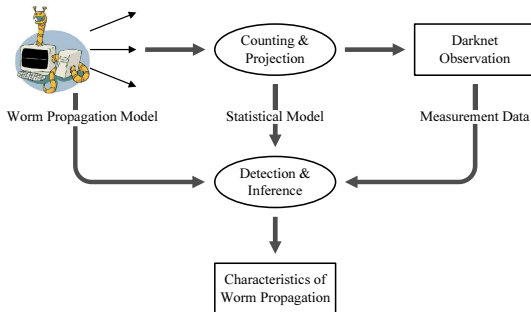 Counting &
Projection
Darknet
Observation
Worm Propagation Model
Statistical Model
Measurement Data
Detection &
Inference
Characteristics of
Worm Propagation